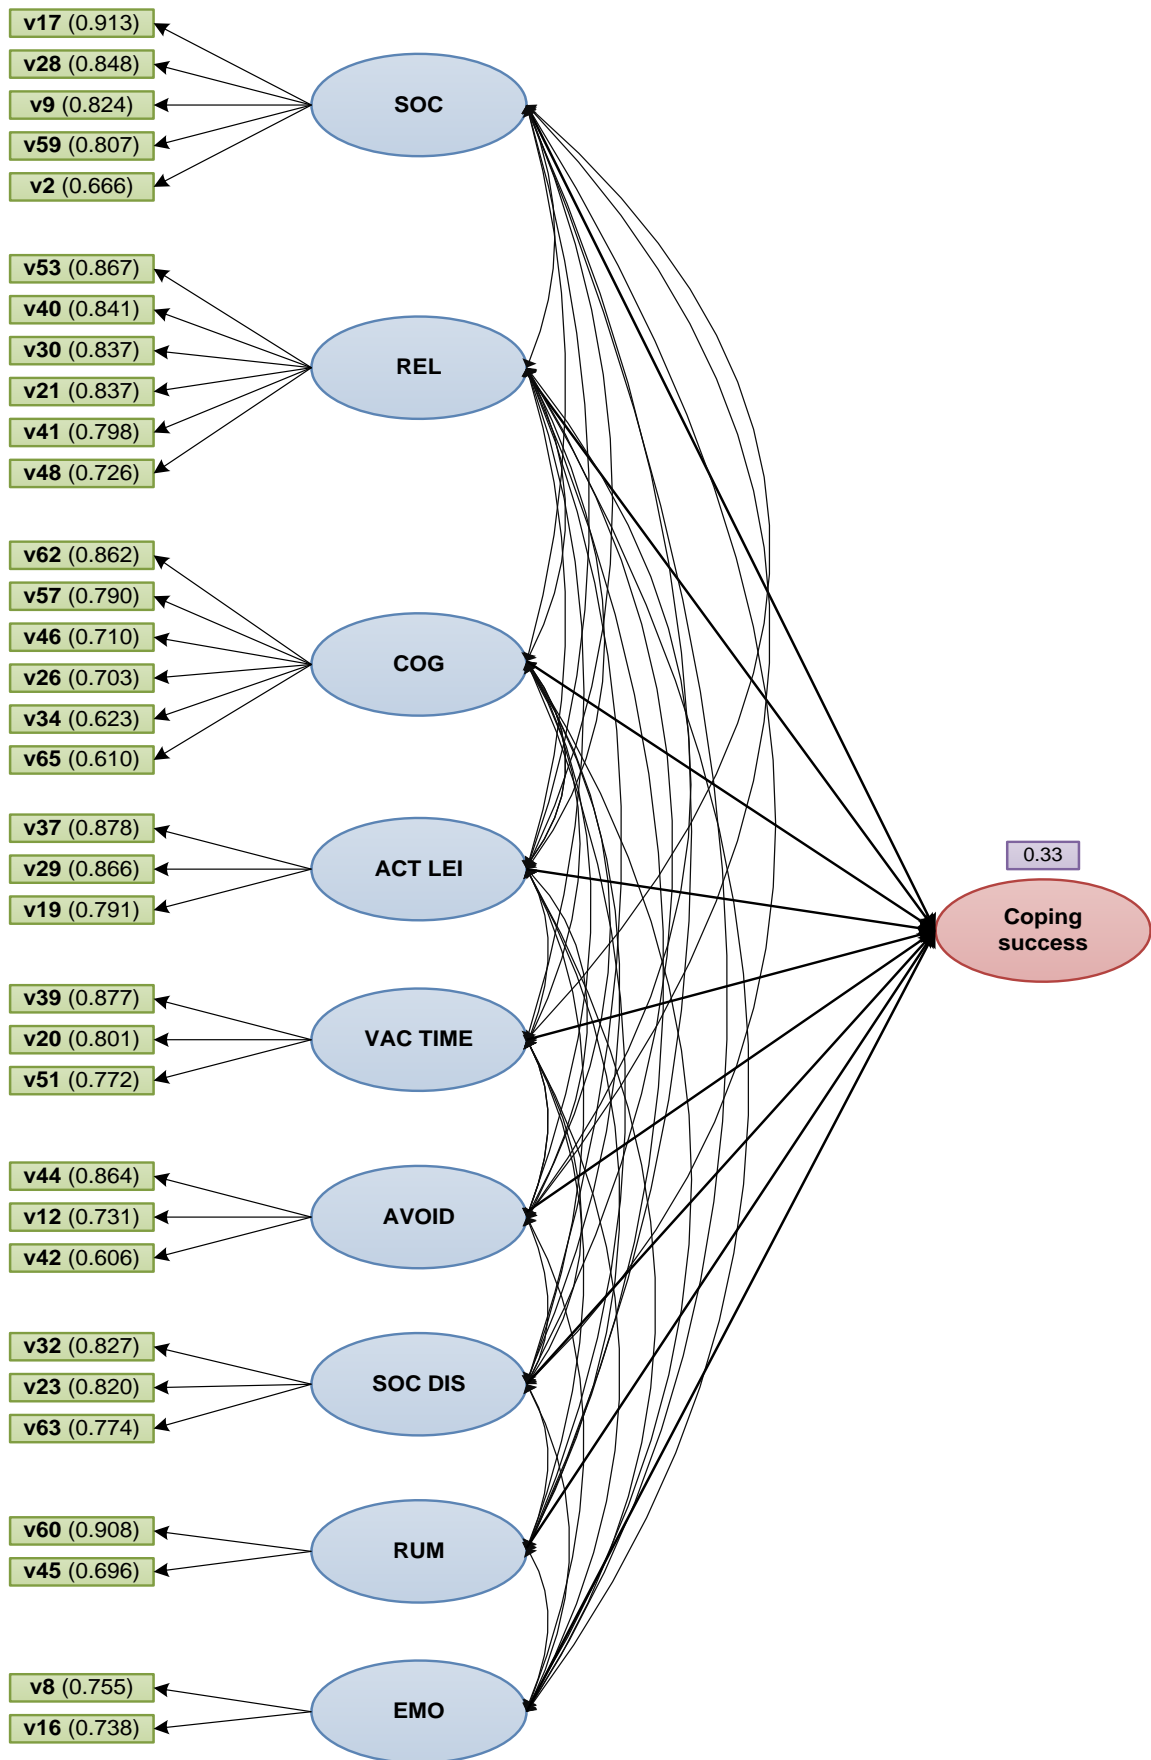 v17 (0.913)
v28 (0.848)
v9 (0.824)
v59 (0.807)
v2 (0.666)
SOC
v53 (0.867)
v40 (0.841)
v30 (0.837)
v21 (0.837)
v41 (0.798)
v48 (0.726)
REL
v62 (0.862)
v57 (0.790)
v46 (0.710)
v26 (0.703)
v34 (0.623)
v65 (0.610)
COG
v37 (0.878)
v29 (0.866)
v19 (0.791)
ACT LEI
v39 (0.877)
v20 (0.801)
v51 (0.772)
VAC TIME
v44 (0.864)
v12 (0.731)
v42 (0.606)
AVOID
v32 (0.827)
v23 (0.820)
v63 (0.774)
SOC DIS
v60 (0.908)
v45 (0.696)
RUM
v8 (0.755)
v16 (0.738)
EMO
0.33
Coping
success